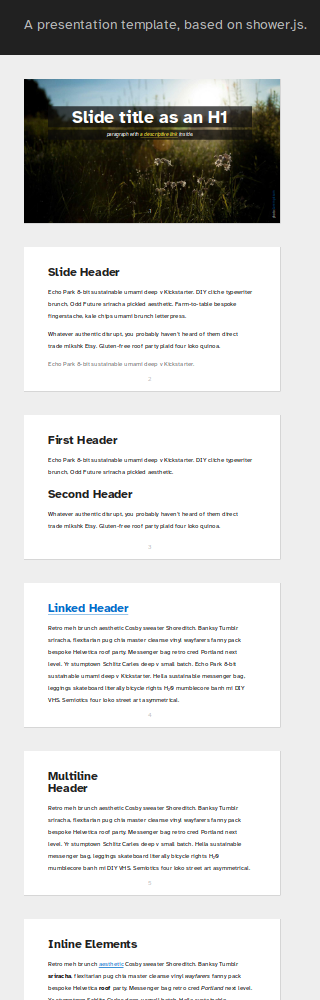 A presentation template, based on shower.js.
Slide title as an H1
paragraph with a descriptive link inside
1
Slide Header
Echo Park 8-bit sustainable umami deep v Kickstarter. DIY cliche typewriter
brunch. Odd Future sriracha pickled aesthetic. Farm-to-table bespoke
fingerstache, kale chips umami brunch letterpress.
Whatever authentic disrupt, you probably haven't heard of them direct
trade mlkshk Etsy. Gluten-free roof party plaid four loko quinoa.
Echo Park 8-bit sustainable umami deep v Kickstarter.
2
First Header
Echo Park 8-bit sustainable umami deep v Kickstarter. DIY cliche typewriter
brunch. Odd Future sriracha pickled aesthetic.
Second Header
Whatever authentic disrupt, you probably haven't heard of them direct
trade mlkshk Etsy. Gluten-free roof party plaid four loko quinoa.
3
Linked Header
Retro meh brunch aesthetic Cosby sweater Shoreditch. Banksy Tumblr
sriracha, flexitarian pug chia master cleanse vinyl wayfarers fanny pack
bespoke Helvetica roof party. Messenger bag retro cred Portland next
level. Yr stumptown Schlitz Carles deep v small batch. Echo Park 8-bit
sustainable umami deep v Kickstarter. Hella sustainable messenger bag,
leggings skateboard literally bicycle rights H₂0 mumblecore banh mi DIY
VHS. Semiotics four loko street art asymmetrical.
4
Multiline
Header
Retro meh brunch aesthetic Cosby sweater Shoreditch. Banksy Tumblr
sriracha, flexitarian pug chia master cleanse vinyl wayfarers fanny pack
bespoke Helvetica roof party. Messenger bag retro cred Portland next
level. Yr stumptown Schlitz Carles deep v small batch. Hella sustainable
messenger bag, leggings skateboard literally bicycle rights H₂0
mumblecore banh mi DIY VHS. Semiotics four loko street art asymmetrical.
5
Inline Elements
Retro meh brunch aesthetic Cosby sweater Shoreditch. Banksy Tumblr
sriracha, flexitarian pug chia master cleanse vinyl wayfarers fanny pack
bespoke Helvetica roof party. Messenger bag retro cred Portland next level.